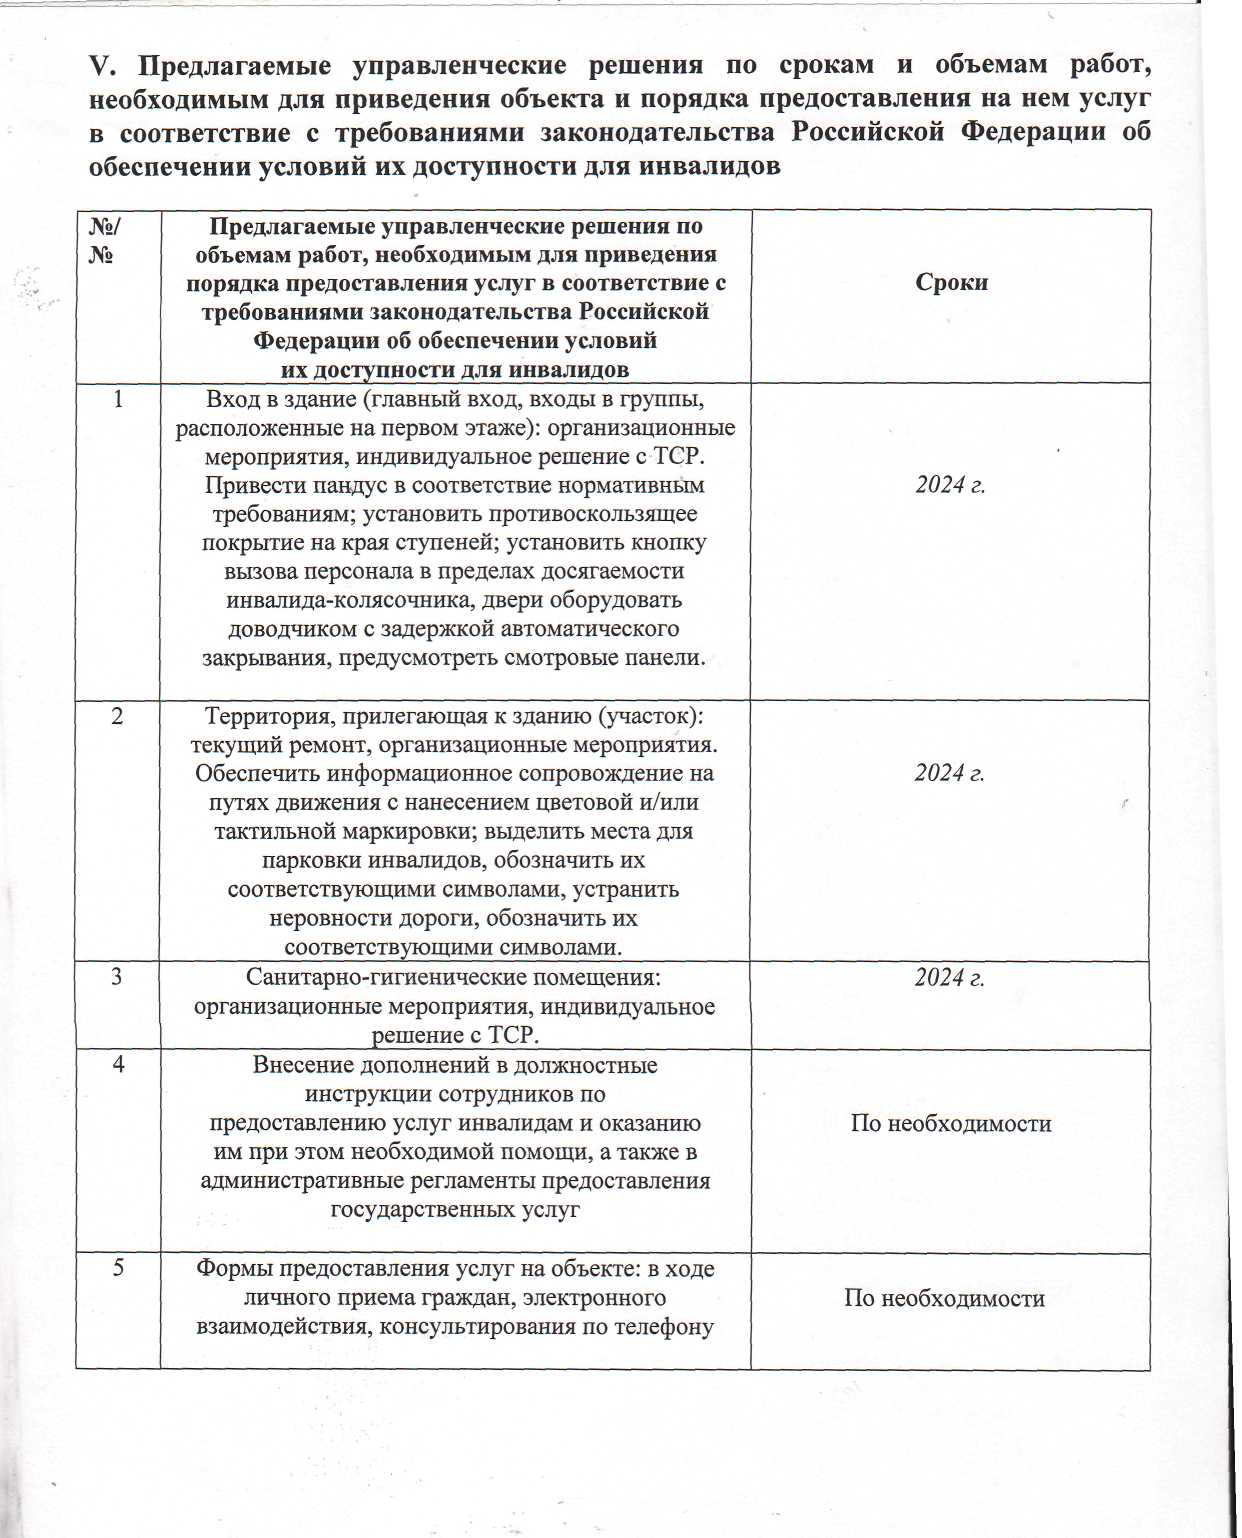 V. Предлагаемые управленческие решения по срокам и объемам работ,
необходимым для приведения объекта и порядка предоставления на нем услуг
в соответствие с требованиями законодательства Российской Федерации об
обеспечении условий их доступности для инвалидов
№/
№
Предлагаемые управленческие решения по
объемам работ, необходимым для приведения
порядка предоставления услуг в соответствие с
требованиями законодательства Российской
Федерации об обеспечении условий
их доступности для инвалидов
Сроки
1
Вход в здание (главный вход, входы в группы,
расположенные на первом этаже): организационные
мероприятия, индивидуальное решение с ТСР.
Привести пандус в соответствие нормативным
требованиям; установить противоскользящее
покрытие на края ступеней; установить кнопку
вызова персонала в пределах досягаемости
инвалида-колясочника, двери оборудовать
доводчиком с задержкой автоматического
закрывания, предусмотреть смотровые панели.
2024 г.
2
Территория, прилегающая к зданию (участок):
текущий ремонт, организационные мероприятия.
Обеспечить информационное сопровождение на
путях движения с нанесением цветовой и/или
тактильной маркировки; выделить места для
парковки инвалидов, обозначить их
соответствующими символами, устранить
неровности дороги, обозначить их
соответствующими символами.
2024 г.
3
Санитарно-гигиенические помещения:
организационные мероприятия, индивидуальное
решение с ТСР.
2024 г.
4
Внесение дополнений в должностные
инструкции сотрудников по
предоставлению услуг инвалидам и оказанию
им при этом необходимой помощи, а также в
административные регламенты предоставления
государственных услуг
По необходимости
5
Формы предоставления услуг на объекте: в ходе
личного приема граждан, электронного
взаимодействия, консультирования по телефону
По необходимости